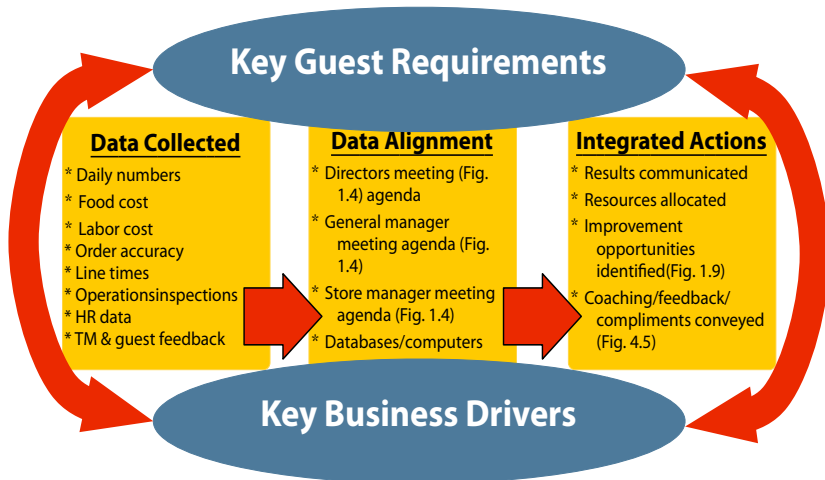 Key Guest Requirements
Data Collected
* Daily numbers
* Food cost
* Labor cost
* Order accuracy
* Line times
* Operationsinspections
* HR data
* TM & guest feedback
Data Alignment
* Directors meeting (Fig.
1.4) agenda
* General manager
meeting agenda (Fig.
1.4)
* Store manager meeting
agenda (Fig. 1.4)
* Databases/computers
Integrated Actions
* Results communicated
* Resources allocated
* Improvement
opportunities
identified(Fig. 1.9)
* Coaching/feedback/
compliments conveyed
(Fig. 4.5)
Key Business Drivers